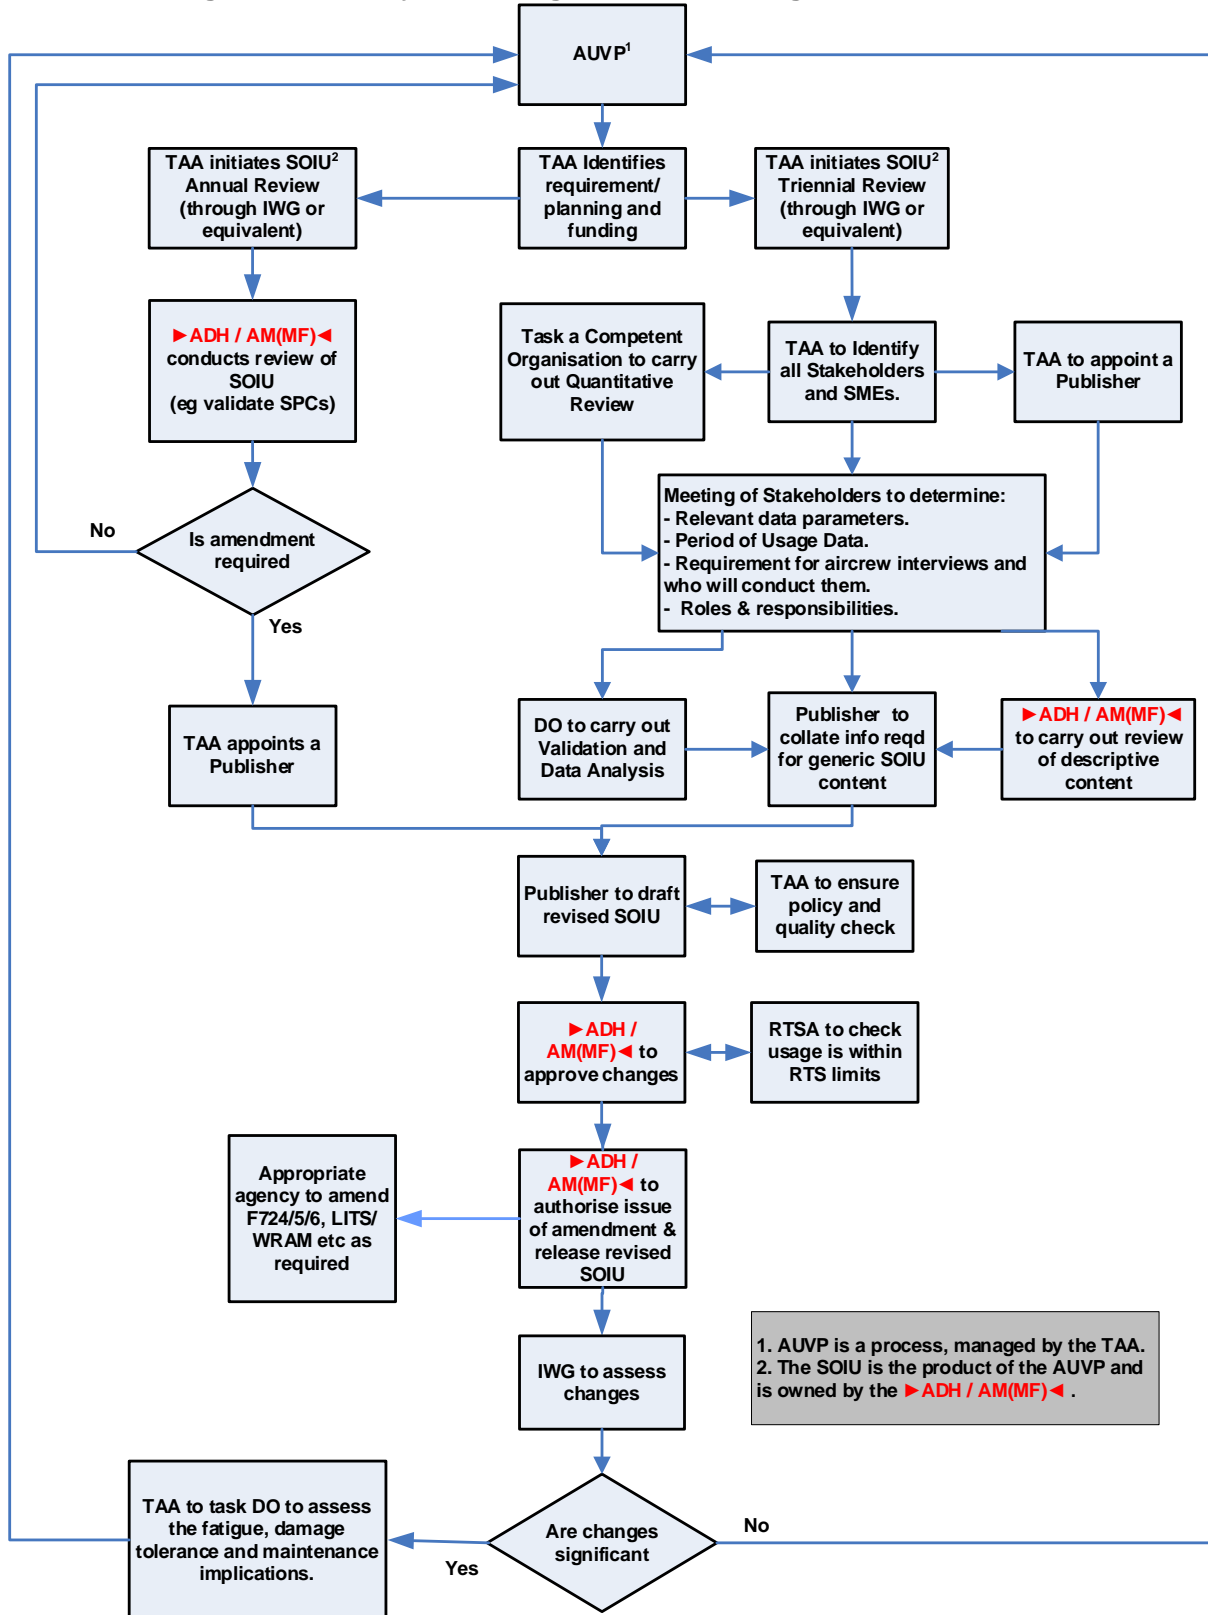 AUVP1
TAA initiates SOIU2
Annual Review
(through IWG or
equivalent)
TAA Identifies
requirement/
planning and
funding
TAA initiates SOIU2
Triennial Review
(through IWG or
equivalent)
►ADH / AM(MF)◄
conducts review of
SOIU
(eg validate SPCs)
Task a Competent
Organisation to carry
out Quantitative
Review
TAA to Identify
all Stakeholders
and SMEs.
TAA to appoint a
Publisher
Meeting of Stakeholders to determine:
- Relevant data parameters.
- Period of Usage Data.
- Requirement for aircrew interviews and
who will conduct them.
- Roles & responsibilities.
No
Is amendment
required
Yes
TAA appoints a
Publisher
DO to carry out
Validation and
Data Analysis
Publisher to
collate info reqd
for generic SOIU
content
►ADH / AM(MF)◄
to carry out review
of descriptive
content
Publisher to draft
revised SOIU
TAA to ensure
policy and
quality check
►ADH /
AM(MF)◄ to
approve changes
RTSA to check
usage is within
RTS limits
Appropriate
agency to amend
F724/5/6, LITS/
WRAM etc as
required
►ADH /
AM(MF)◄ to
authorise issue
of amendment &
release revised
SOIU
IWG to assess
changes
1. AUVP is a process, managed by the TAA.
2. The SOIU is the product of the AUVP and
is owned by the ►ADH / AM(MF)◄ .
TAA to task DO to assess
the fatigue, damage
tolerance and maintenance
implications.
Yes
Are changes
significant
No